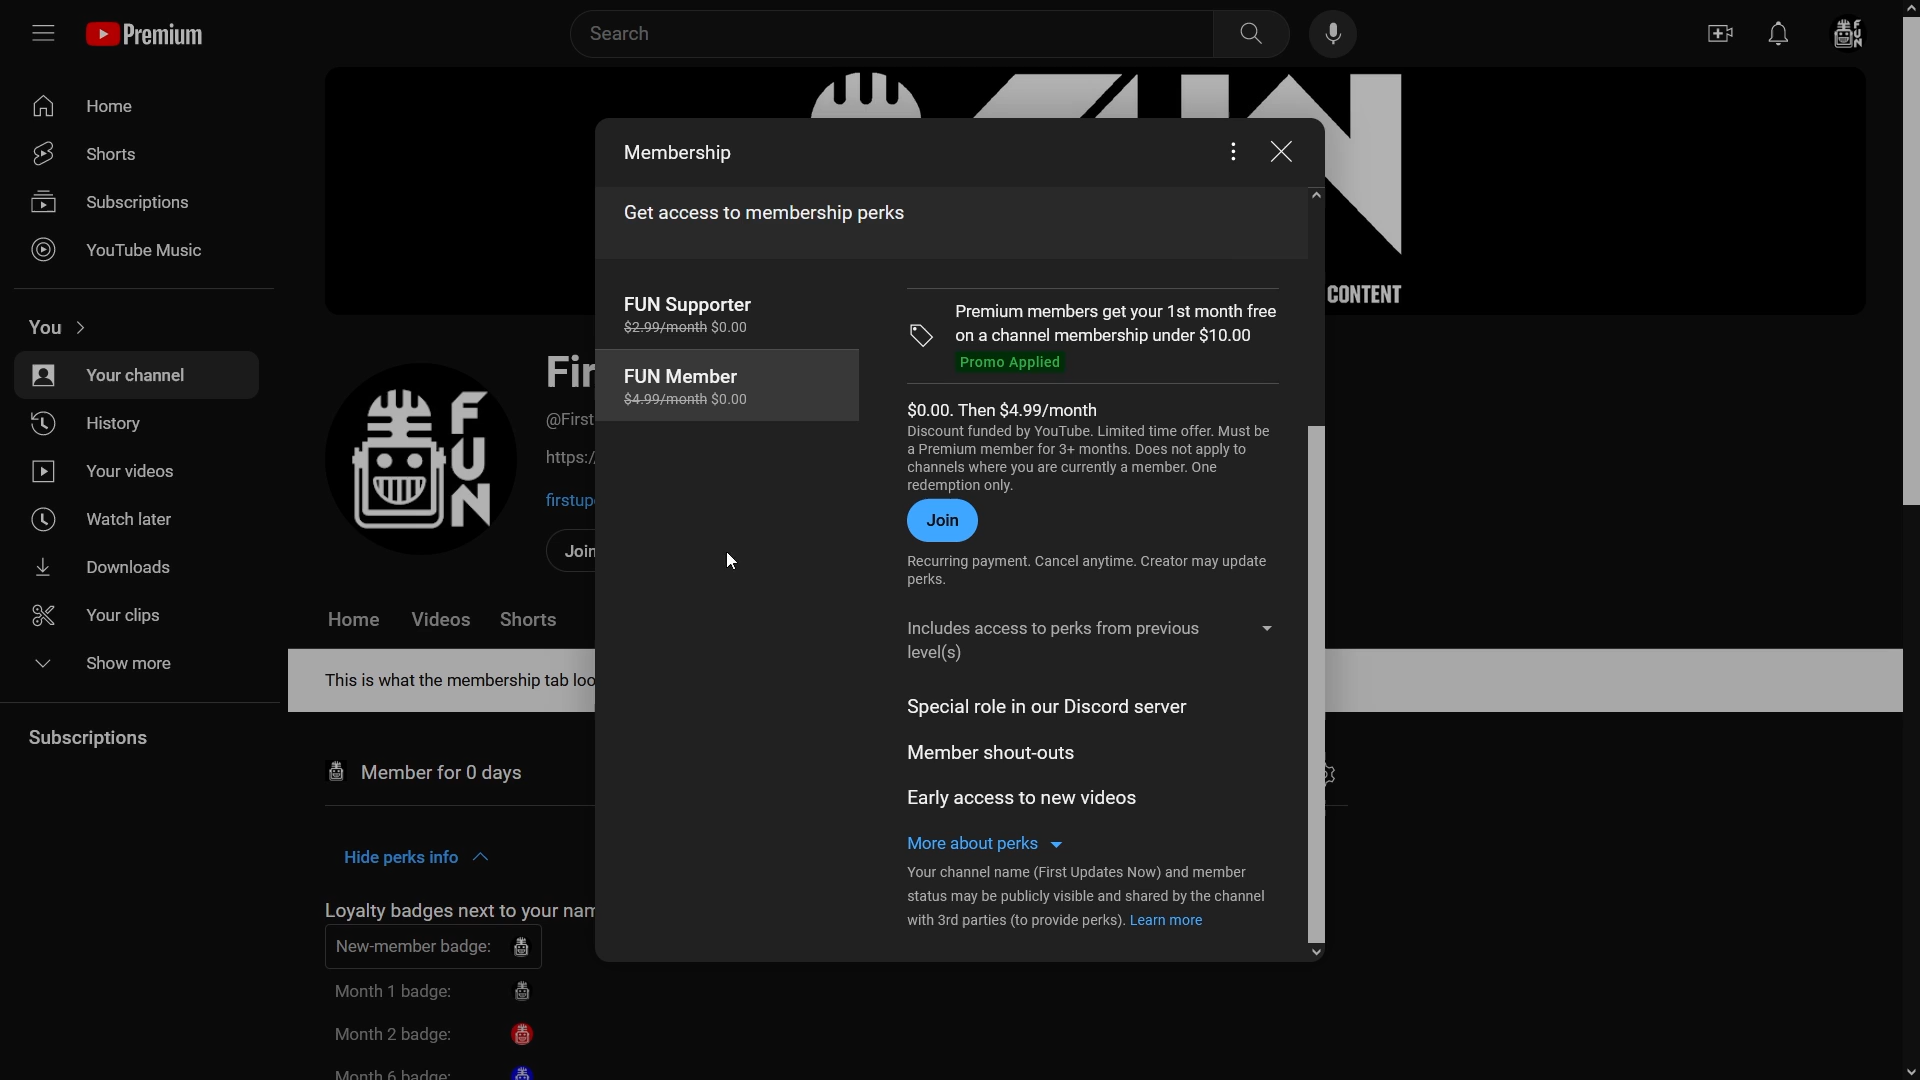 Premium
Search
FUN
Home
Shorts
Subscriptions
YouTube Music
You
Your channel
History
Your videos
Watch later
Downloads
Your clips
Show more
Subscriptions
CONTENT
FUN
Fir
@First
https:/
firstup
Join
Home Videos Shorts
This is what the membership tab loo
Member for 0 days
Hide perks info
Loyalty badges next to your nam
New-member badge:
Month 1 badge:
Month 2 badge:
Month 6 badge:
Membership
Get access to membership perks
FUN Supporter
$2.99/month $0.00
FUN Member
$4.99/month $0.00
Premium members get your 1st month free
on a channel membership under $10.00
Promo Applied
$0.00. Then $4.99/month
Discount funded by YouTube. Limited time offer. Must be
a Premium member for 3+ months. Does not apply to
channels where you are currently a member. One
redemption only.
Join
Recurring payment. Cancel anytime. Creator may update
perks.
Includes access to perks from previous
level(s)
Special role in our Discord server
Member shout-outs
Early access to new videos
More about perks
Your channel name (First Updates Now) and member
status may be publicly visible and shared by the channel
with 3rd parties (to provide perks). Learn more